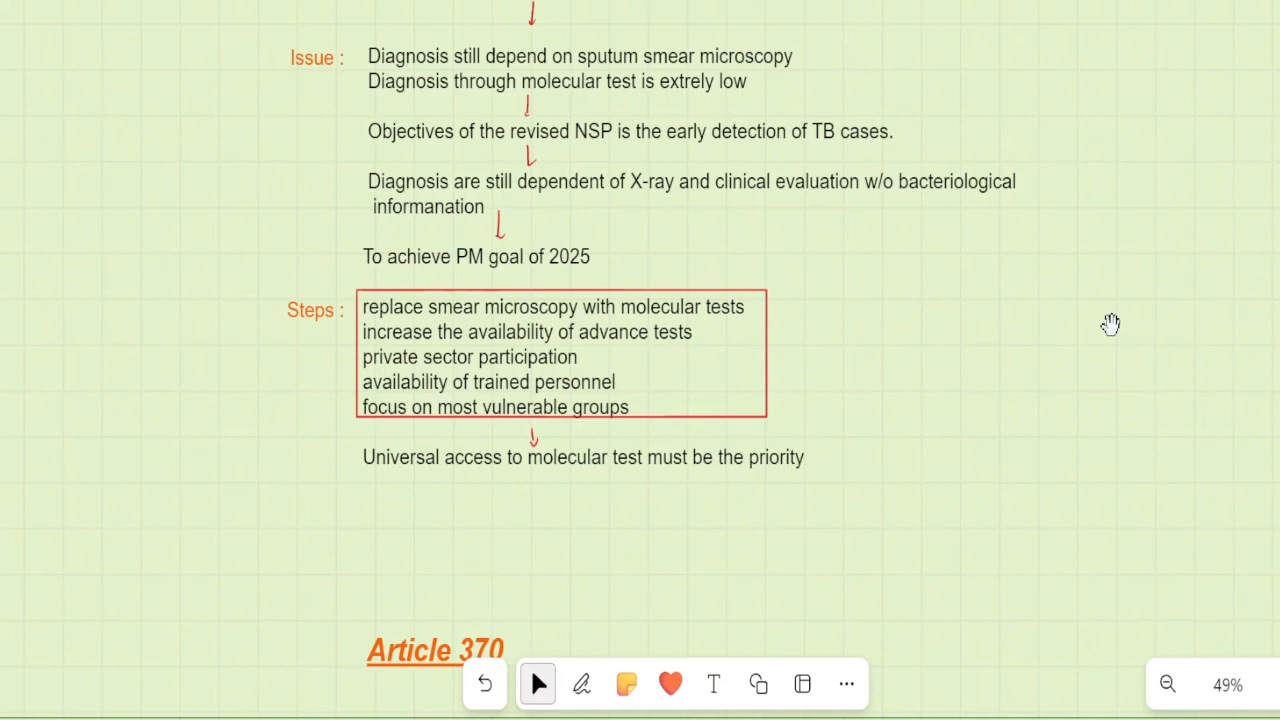 Issue :
Diagnosis still depend on sputum smear microscopy
Diagnosis through molecular test is extrely low
Objectives of the revised NSP is the early detection of TB cases.
Diagnosis are still dependent of X-ray and clinical evaluation w/o bacteriological
informanation
To achieve PM goal of 2025
Steps :
replace smear microscopy with molecular tests
increase the availability of advance tests
private sector participation
availability of trained personnel
focus on most vulnerable groups
Universal access to molecular test must be the priority
Article 370
T
49%